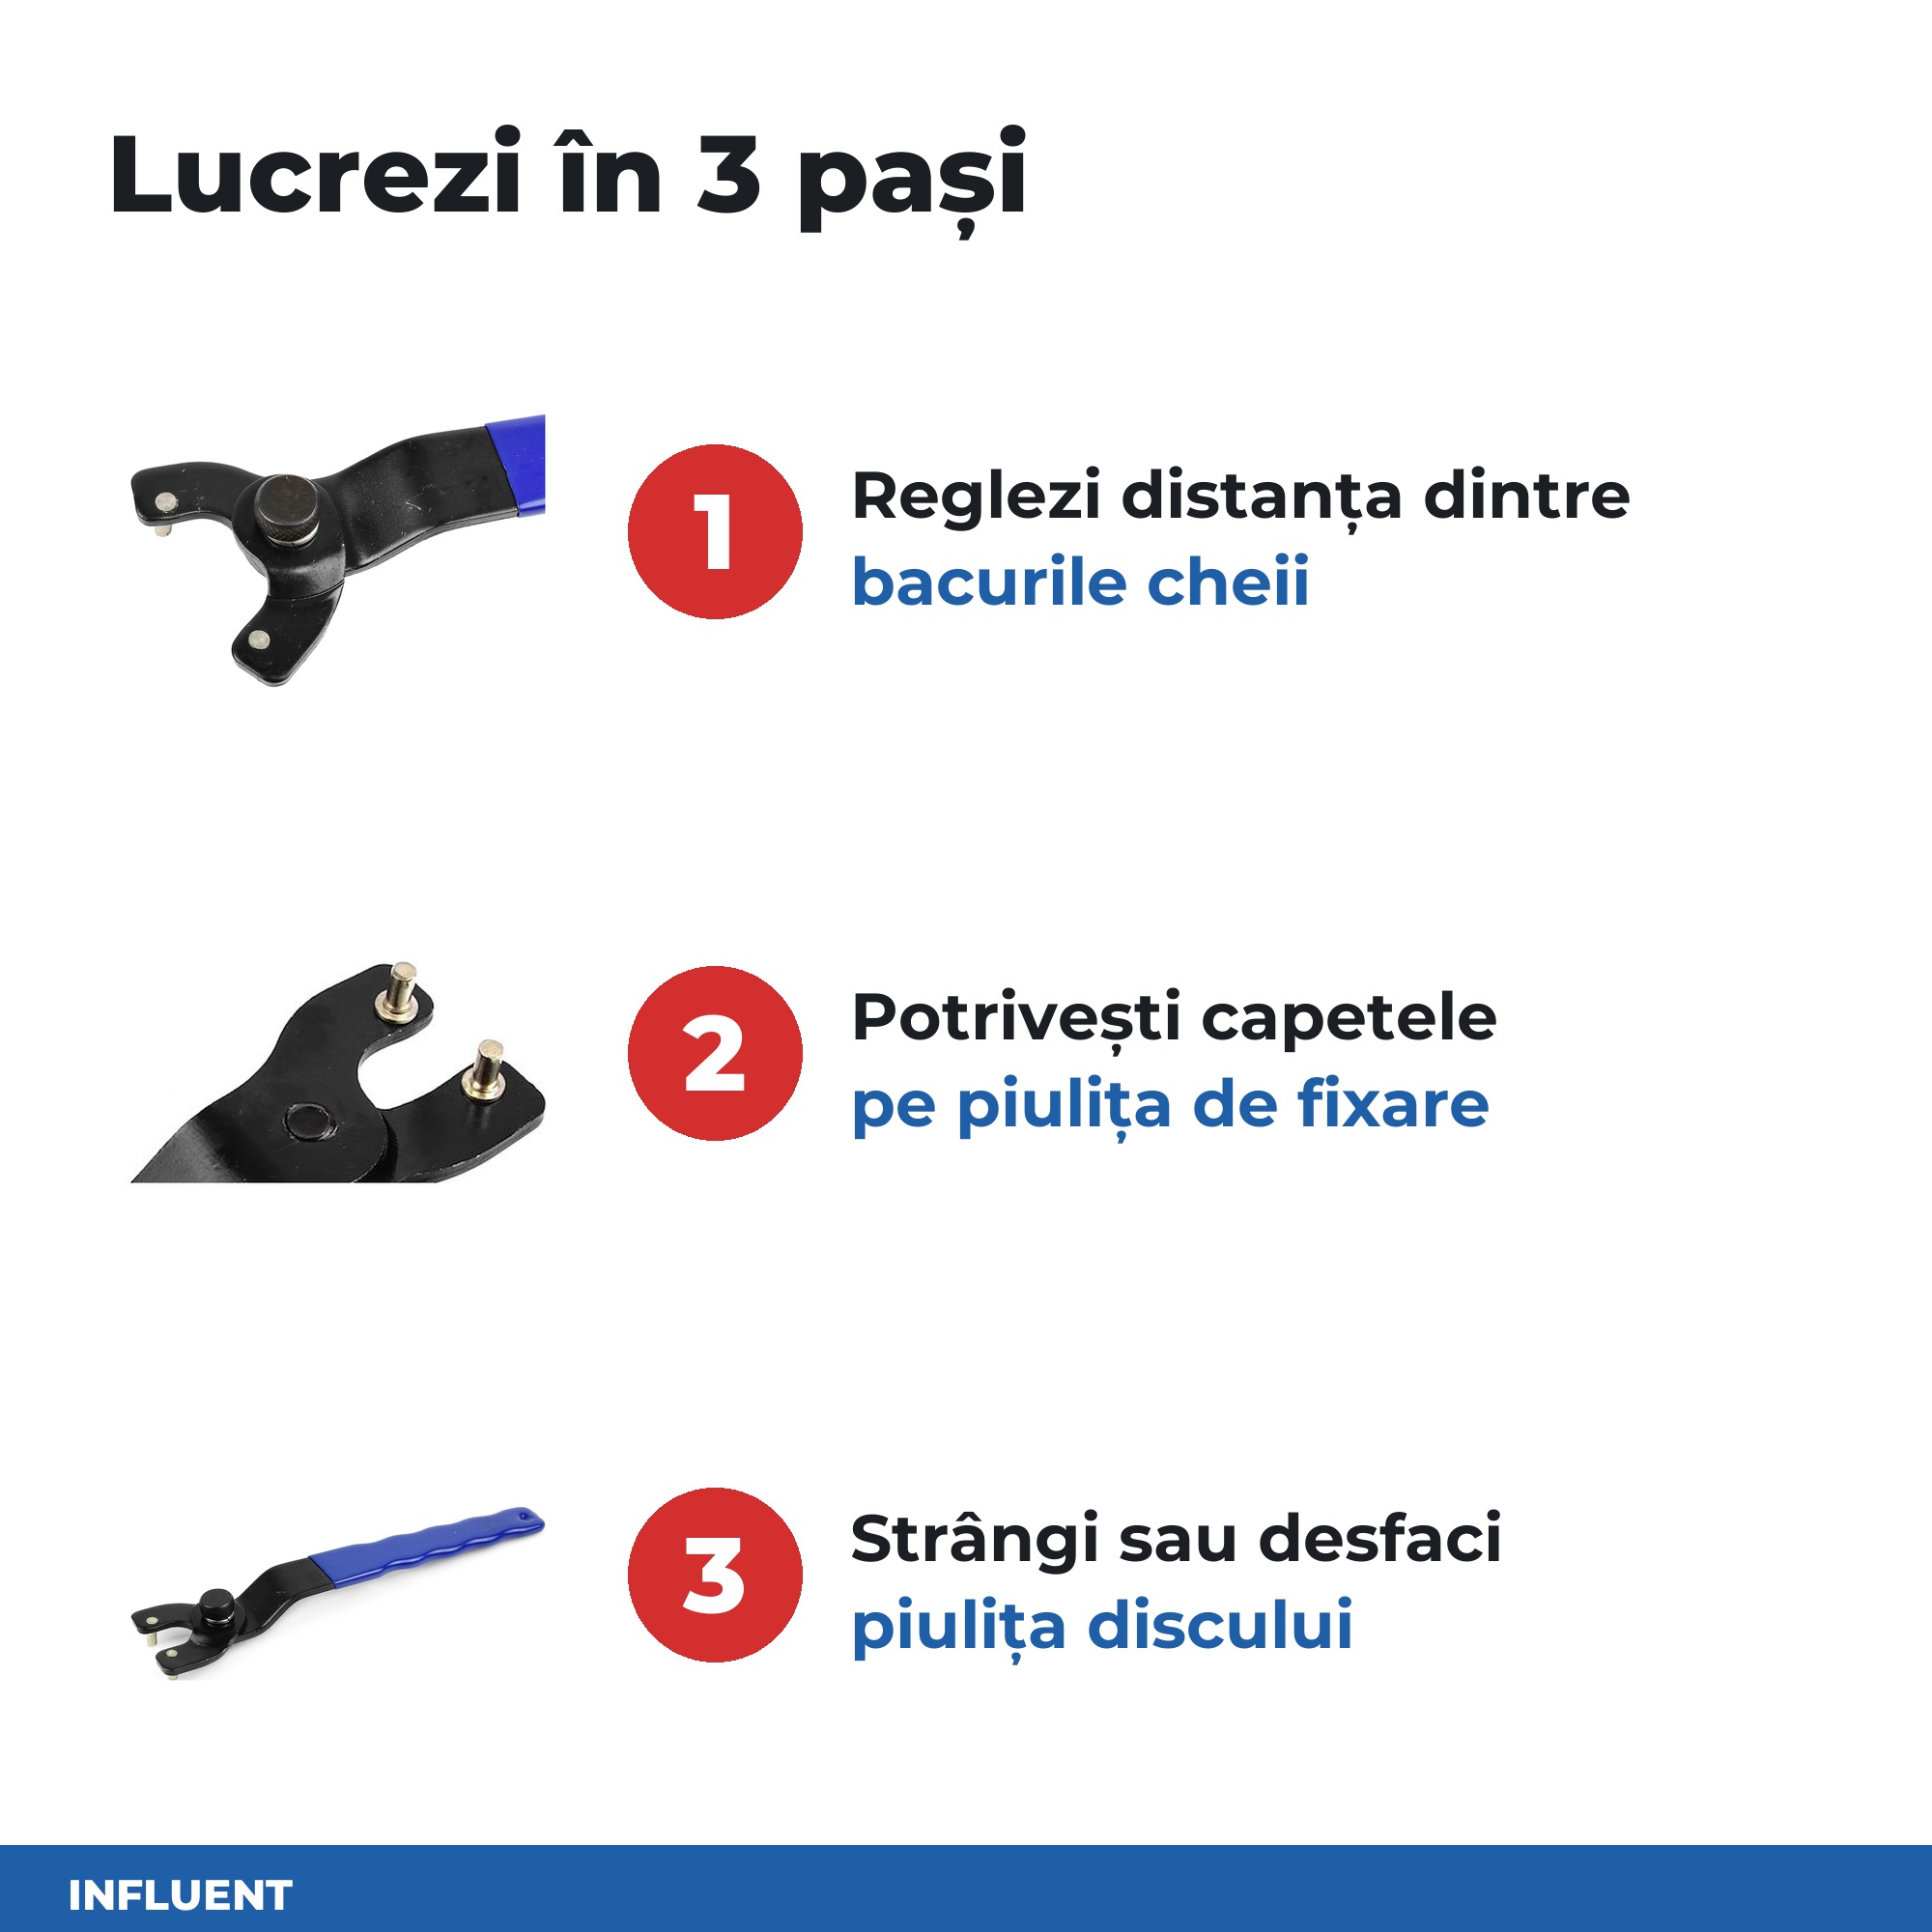 Lucrezi în 3 pași
1
Reglezi distanța dintre
bacurile cheii
2
Potrivești capetele
pe piulița de fixare
3
Strângi sau desfaci
piulița discului
INFLUENT